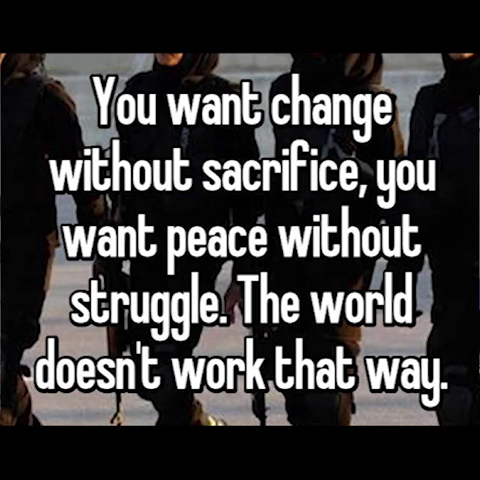 You want change
without sacrifice, you
want peace without
struggle. The world
doesn't work that way.